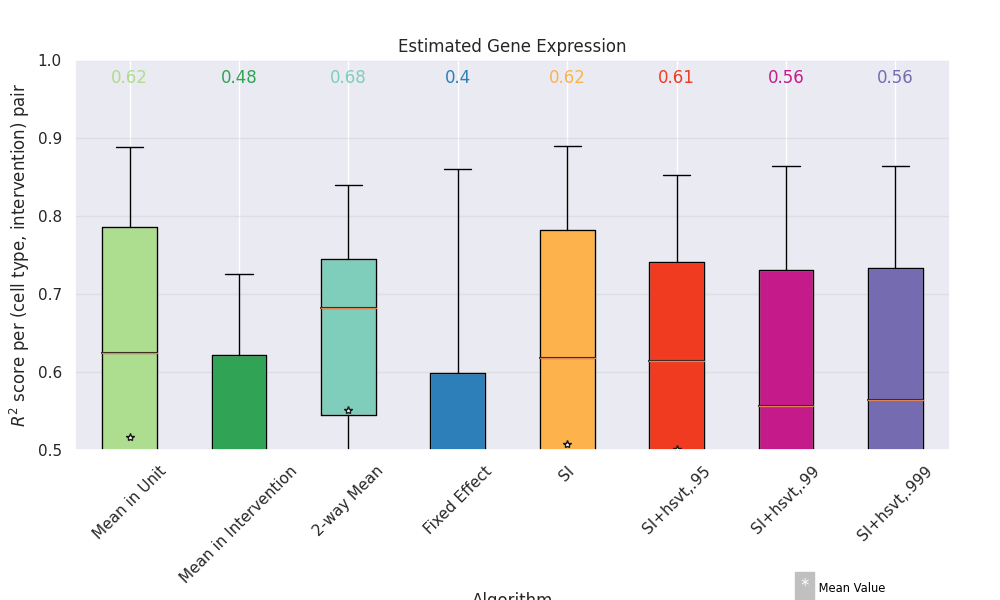 Estimated Gene Expression
1.0
0.62 0.48 0.68 0.4 0.62 0.61 0.56 0.56
0.9
0.8
0.7
0.6
0.5
R² score per (cell type, intervention) pair
Mean in Unit
Mean in Intervention
2-way Mean
Fixed Effect
SI
SI+hsvt,.95
SI+hsvt,.99
SI+hsvt,.999
Algorithm
* Mean Value